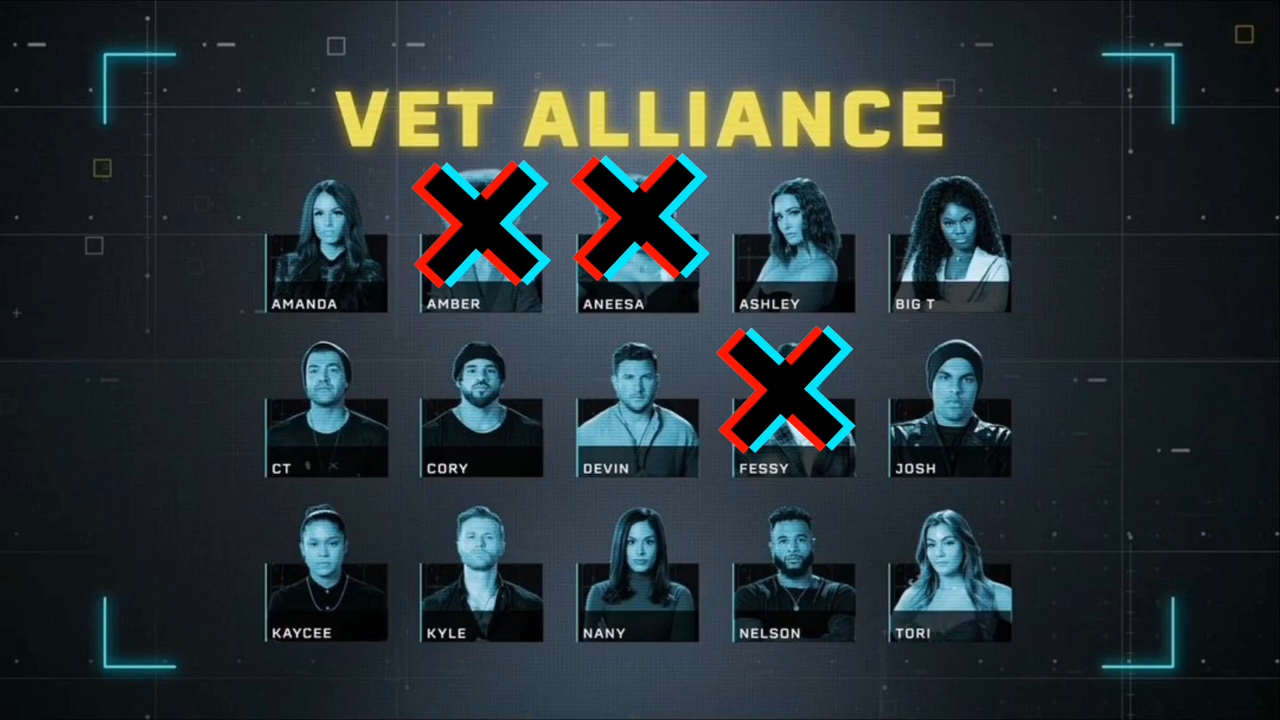 VET ALLIANCE
AMANDA AMBER ANEESA ASHLEY BIG T
CT CORY DEVIN FESSY JOSH
KAYCEE KYLE NANY NELSON TORI